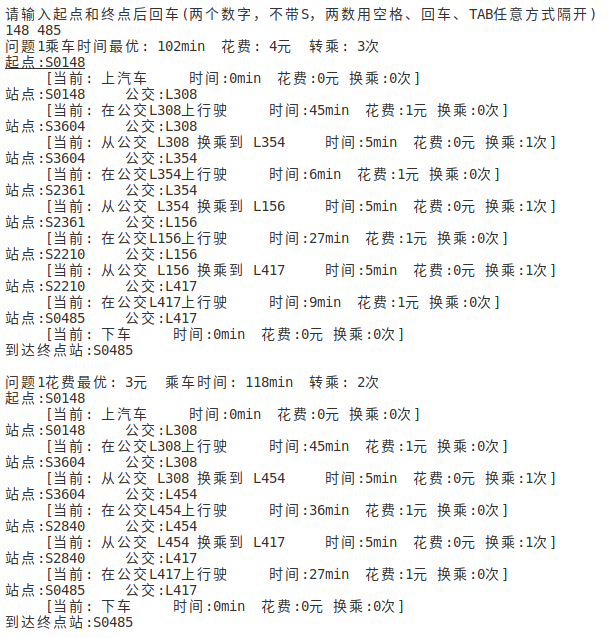 请输入起点和终点后回车(两个数字，不带S，两数用空格、回车、TAB任意方式隔开)
148 485
问题1乘车时间最优: 102min 花费: 4元 转乘: 3次
起点:S0148
[当前: 上汽车 时间:0min 花费:0元 换乘:0次]
站点:S0148 公交:L308
[当前: 在公交L308上行驶 时间:45min 花费:1元 换乘:0次]
站点:S3604 公交:L308
[当前: 从公交 L308 换乘到 L354 时间:5min 花费:0元 换乘:1次]
站点:S3604 公交:L354
[当前: 在公交L354上行驶 时间:6min 花费:1元 换乘:0次]
站点:S2361 公交:L354
[当前: 从公交 L354 换乘到 L156 时间:5min 花费:0元 换乘:1次]
站点:S2361 公交:L156
[当前: 在公交L156上行驶 时间:27min 花费:1元 换乘:0次]
站点:S2210 公交:L156
[当前: 从公交 L156 换乘到 L417 时间:5min 花费:0元 换乘:1次]
站点:S2210 公交:L417
[当前: 在公交L417上行驶 时间:9min 花费:1元 换乘:0次]
站点:S0485 公交:L417
[当前: 下车 时间:0min 花费:0元 换乘:0次]
到达终点站:S0485
问题1花费最优: 3元 乘车时间: 118min 转乘: 2次
起点:S0148
[当前: 上汽车 时间:0min 花费:0元 换乘:0次]
站点:S0148 公交:L308
[当前: 在公交L308上行驶 时间:45min 花费:1元 换乘:0次]
站点:S3604 公交:L308
[当前: 从公交 L308 换乘到 L454 时间:5min 花费:0元 换乘:1次]
站点:S3604 公交:L454
[当前: 在公交L454上行驶 时间:36min 花费:1元 换乘:0次]
站点:S2840 公交:L454
[当前: 从公交 L454 换乘到 L417 时间:5min 花费:0元 换乘:1次]
站点:S2840 公交:L417
[当前: 在公交L417上行驶 时间:27min 花费:1元 换乘:0次]
站点:S0485 公交:L417
[当前: 下车 时间:0min 花费:0元 换乘:0次]
到达终点站:S0485